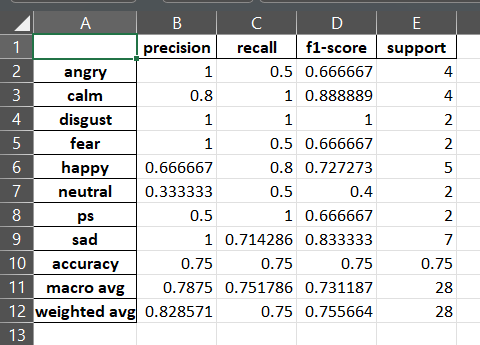 A B C D E
1 precision recall f1-score support
2 angry 1 0.5 0.666667 4
3 calm 0.8 1 0.888889 4
4 disgust 1 1 1 2
5 fear 1 0.5 0.666667 2
6 happy 0.666667 0.8 0.727273 5
7 neutral 0.333333 0.5 0.4 2
8 ps 0.5 1 0.666667 2
9 sad 1 0.714286 0.833333 7
10 accuracy 0.75 0.75 0.75 0.75
11 macro avg 0.7875 0.751786 0.731187 28
12 weighted avg 0.828571 0.75 0.755664 28
13